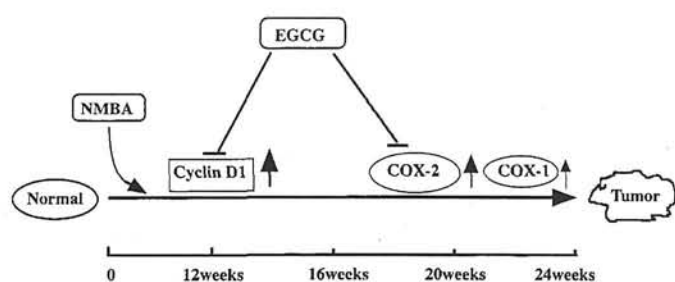 EGCG
NMBA
Cyclin D1
COX-2
COX-1
Normal
Tumor
0 12weeks 16weeks 20weeks 24weeks